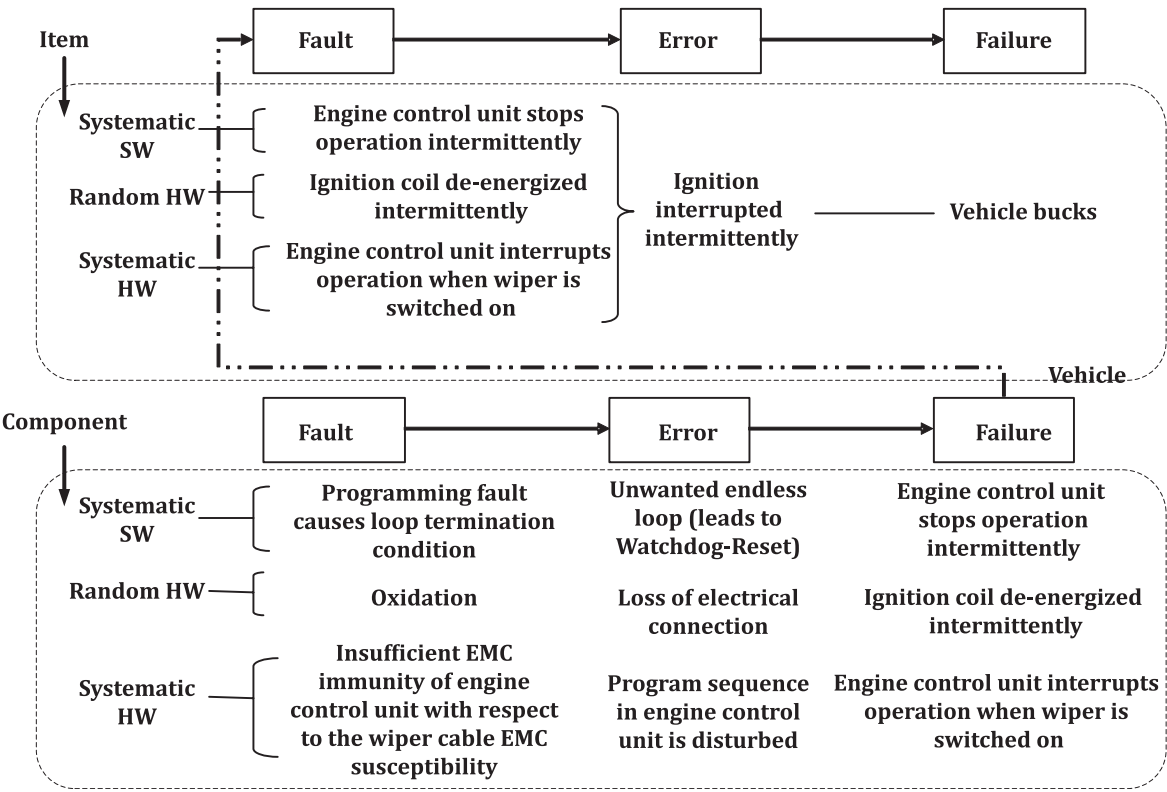 Item
Fault
Error
Failure
Systematic
SW
Engine control unit stops
operation intermittently
Random HW
Ignition coil de-energized
intermittently
Systematic
HW
Engine control unit interrupts
operation when wiper is
switched on
Ignition
interrupted
intermittently
Vehicle bucks
Vehicle
Component
Fault
Error
Failure
Systematic
SW
Programming fault
causes loop termination
condition
Unwanted endless
loop (leads to
Watchdog-Reset)
Engine control unit
stops operation
intermittently
Random HW
Oxidation
Loss of electrical
connection
Ignition coil de-energized
intermittently
Systematic
HW
Insufficient EMC
immunity of engine
control unit with respect
to the wiper cable EMC
susceptibility
Program sequence
in engine control
unit is disturbed
Engine control unit interrupts
operation when wiper is
switched on